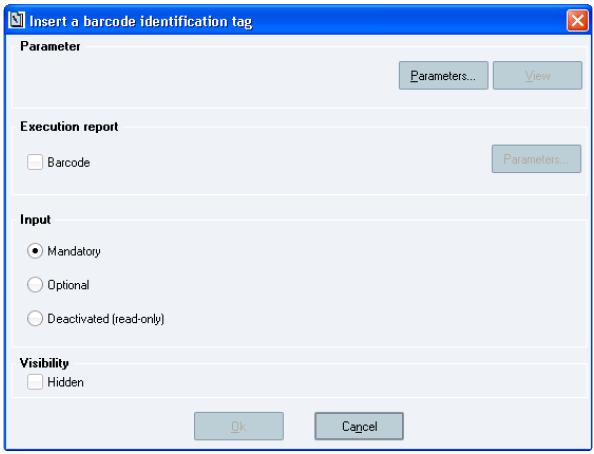 Insert a barcode identification tag
Parameter
Parameters... View
Execution report
Barcode Parameters...
Input
Mandatory
Optional
Deactivated (read-only)
Visibility
Hidden
Ok Cancel